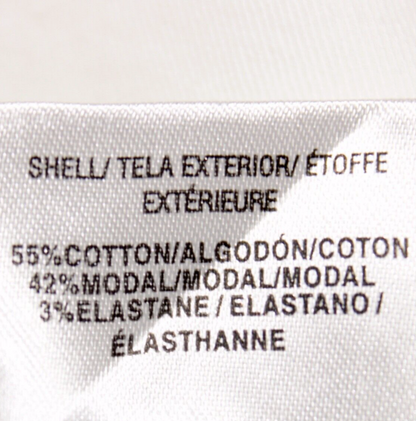 SHELL/ TELA EXTERIOR/ ÉTOFFE
EXTÉRIEURE
55%COTTON/ALGODÓN/COTON
42%MODAL/MODAL/MODAL
3%ELASTANE / ELASTANO /
ÉLASTHANNE